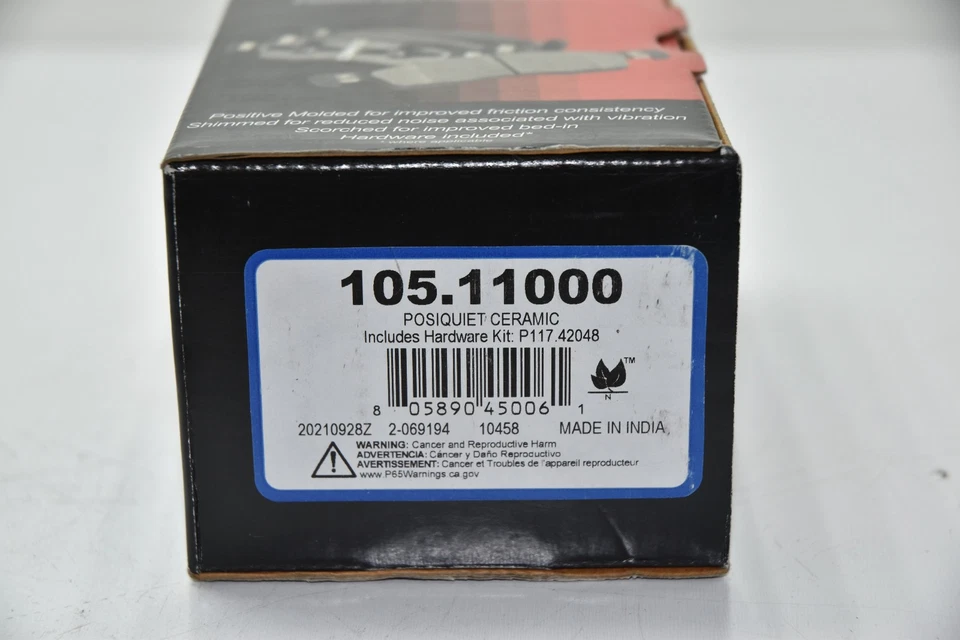 Positive Molded for improved friction consistency
Shimmed for reduced noise associated with vibration
Scorched for improved bed-in
Hardware included*
* where applicable
105.11000
POSIQUIET CERAMIC
Includes Hardware Kit: P117.42048
TM
N
8 05890 45006 1
20210928Z 2-069194 10458 MADE IN INDIA
WARNING: Cancer and Reproductive Harm
ADVERTENCIA: Cáncer y Daño Reproductivo
AVERTISSEMENT: Cancer et Troubles de l'appareil reproducteur
www.P65Warnings.ca.gov